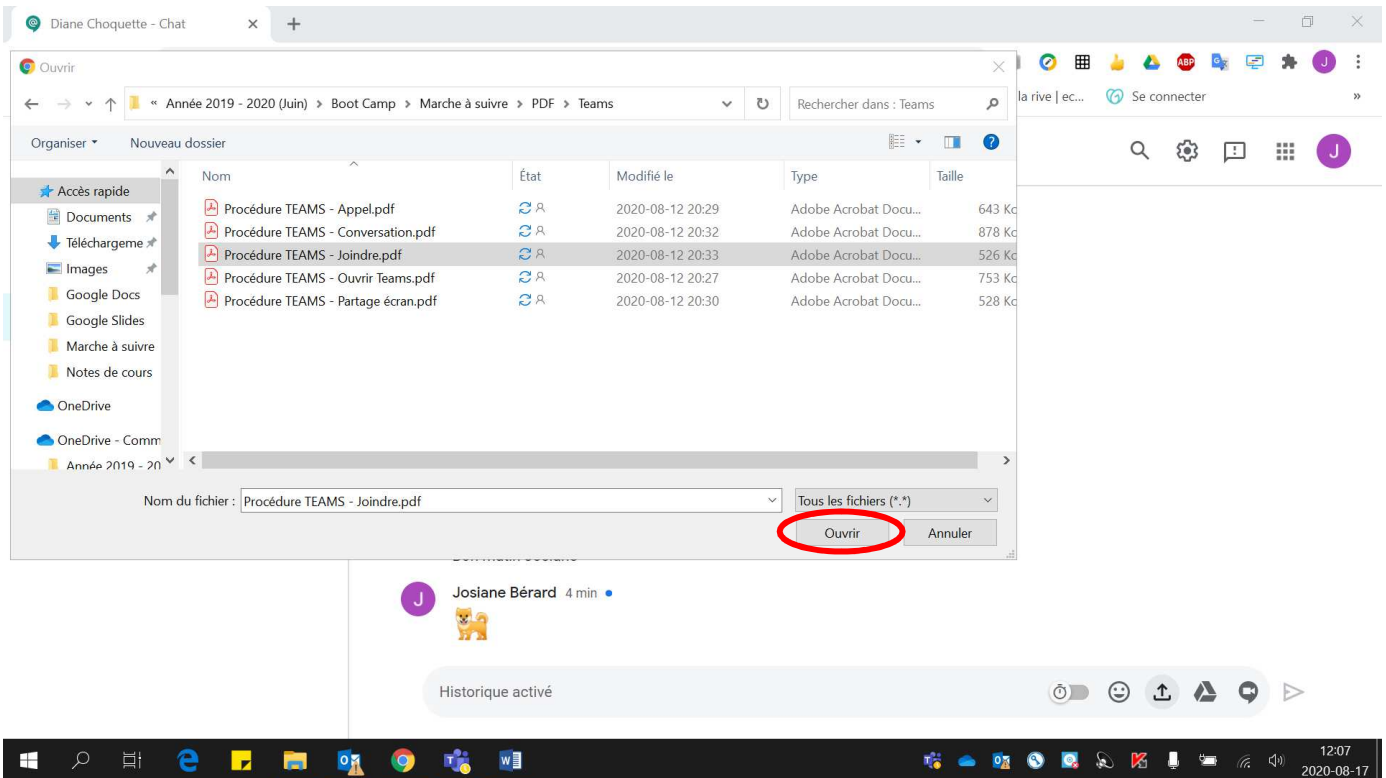 Diane Choquette - Chat
Ouvrir
« Année 2019 - 2020 (Juin) > Boot Camp > Marche à suivre > PDF > Teams
Rechercher dans : Teams
la rive | ec...
Se connecter
»
Organiser
Nouveau dossier
Nom
État
Modifié le
Type
Taille
Accès rapide
Documents
Téléchargeme
Images
Google Docs
Google Slides
Marche à suivre
Notes de cours
OneDrive
OneDrive - Comm
Année 2019 - 20
Procédure TEAMS - Appel.pdf 2020-08-12 20:29 Adobe Acrobat Docu... 643 Kc
Procédure TEAMS - Conversation.pdf 2020-08-12 20:32 Adobe Acrobat Docu... 878 Kc
Procédure TEAMS - Joindre.pdf 2020-08-12 20:33 Adobe Acrobat Docu... 526 Kc
Procédure TEAMS - Ouvrir Teams.pdf 2020-08-12 20:27 Adobe Acrobat Docu... 753 Kc
Procédure TEAMS - Partage écran.pdf 2020-08-12 20:30 Adobe Acrobat Docu... 528 Kc
Nom du fichier : Procédure TEAMS - Joindre.pdf
Tous les fichiers (*.*)
Ouvrir
Annuler
ABP
J
J
J
Josiane Bérard 4 min
Historique activé
12:07
2020-08-17